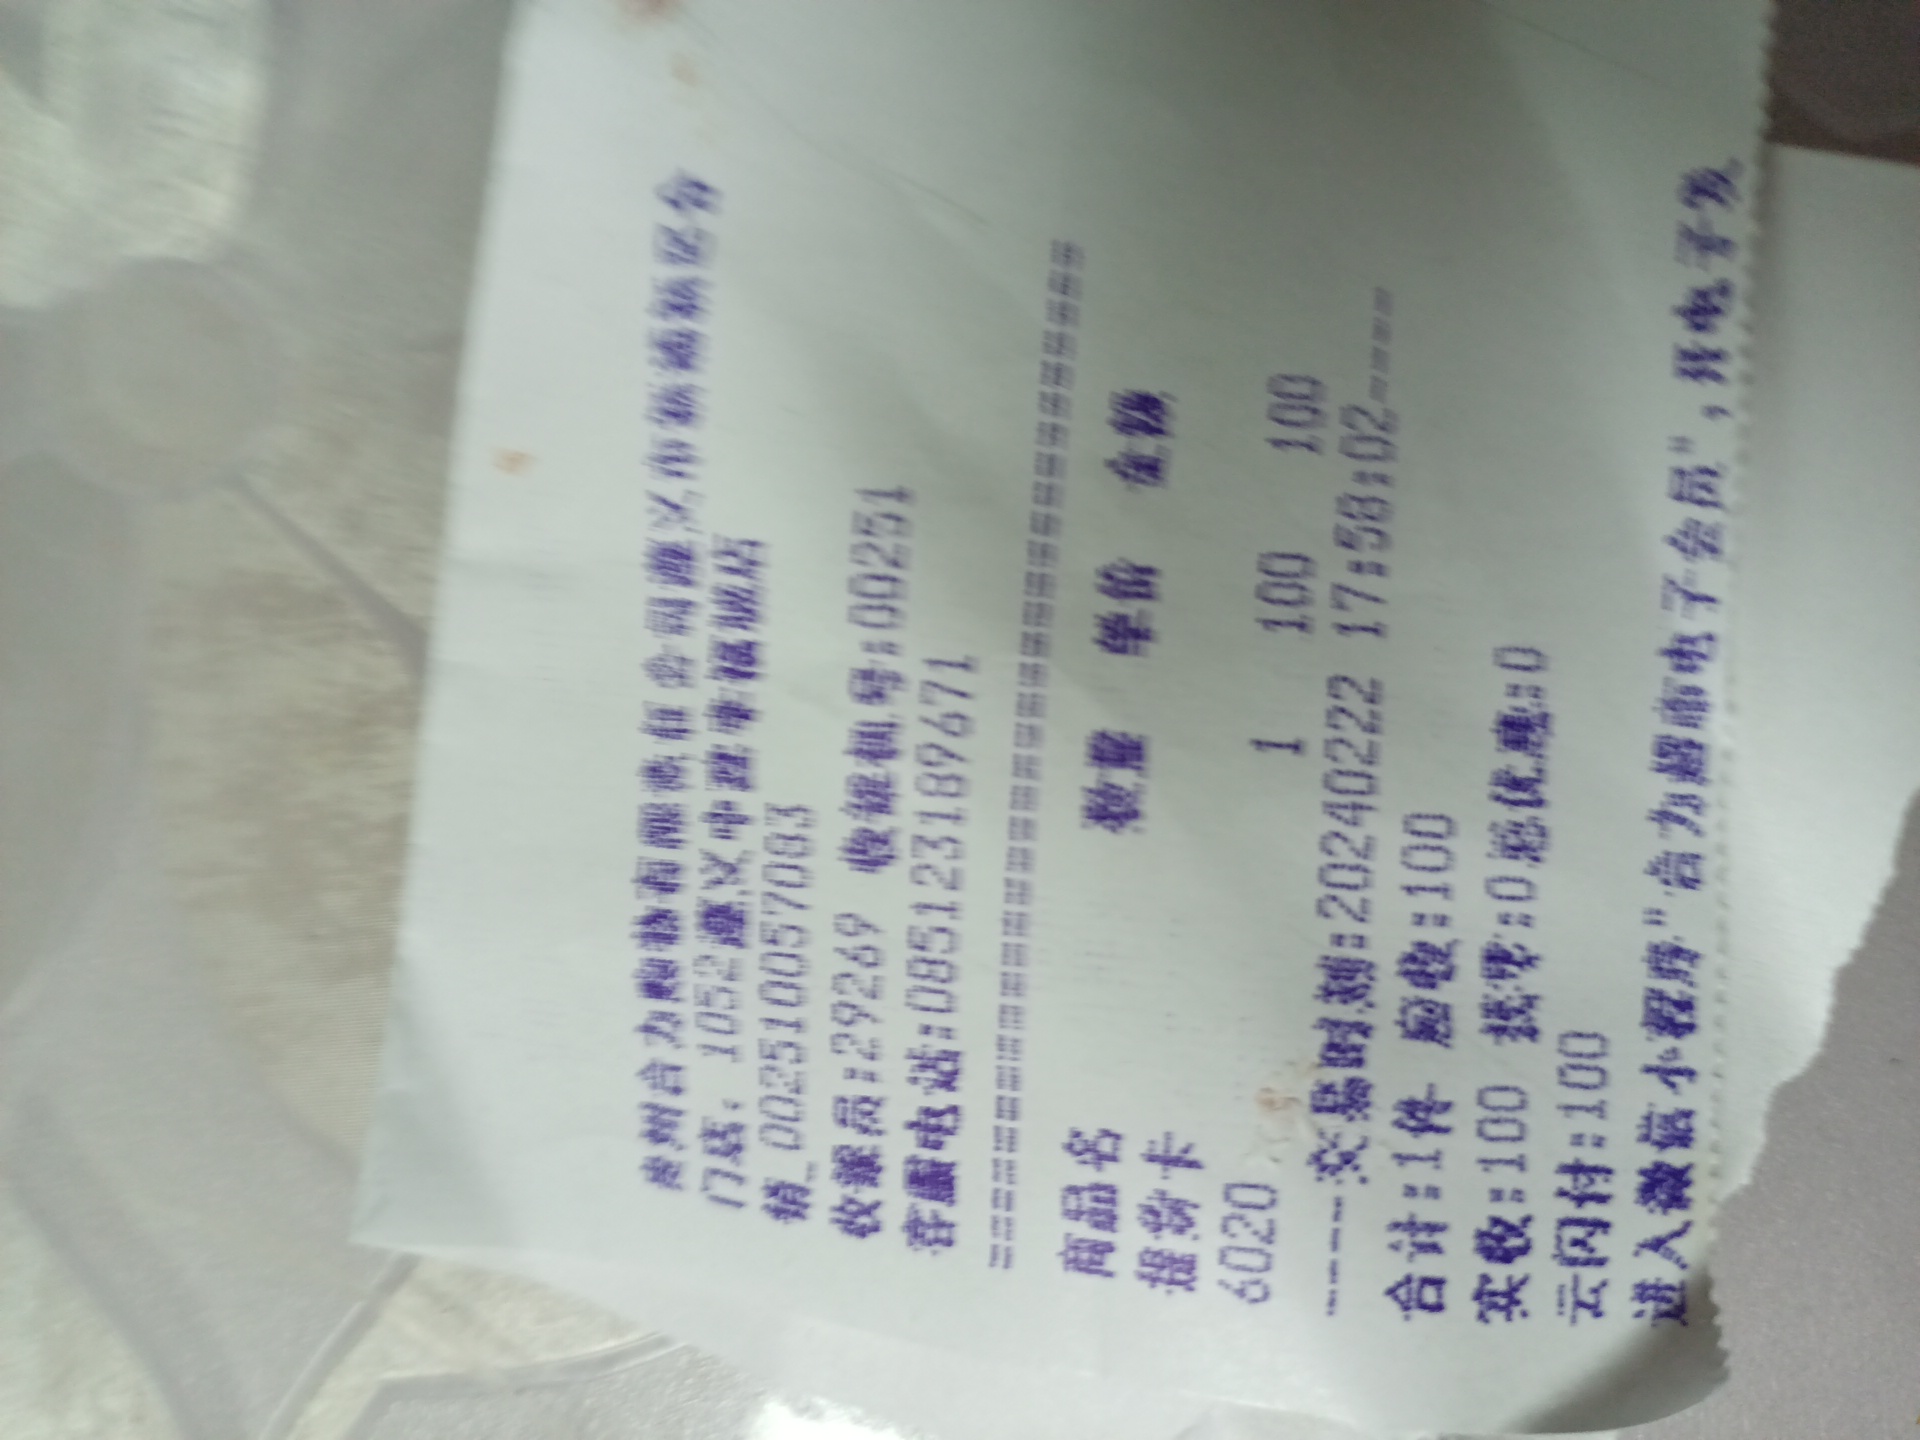 贵州合力购物有限责任公司遵义市新浦新区分
门店: 1052遵义中建幸福城店
销_002510057083
收银员:29269 收银机号:00251
客服电话:085123189671
==============================
商品名 数量 单价 金额
提货卡
6020 1 100 100
-----交易时刻:20240222 17:58:02-----
合计:1件 应收:100
实收:100 找零:0总优惠:0
云闪付:100
进入微信小程序"合力超市电子会员",开电子发